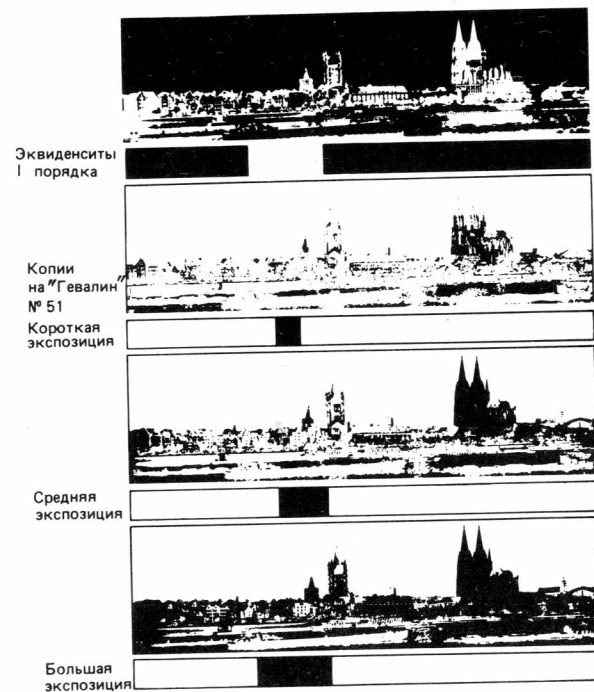 Эквиденситы
I порядка
Копии
на "Гевалин"
№ 51
Короткая
экспозиция
Средняя
экспозиция
Большая
экспозиция